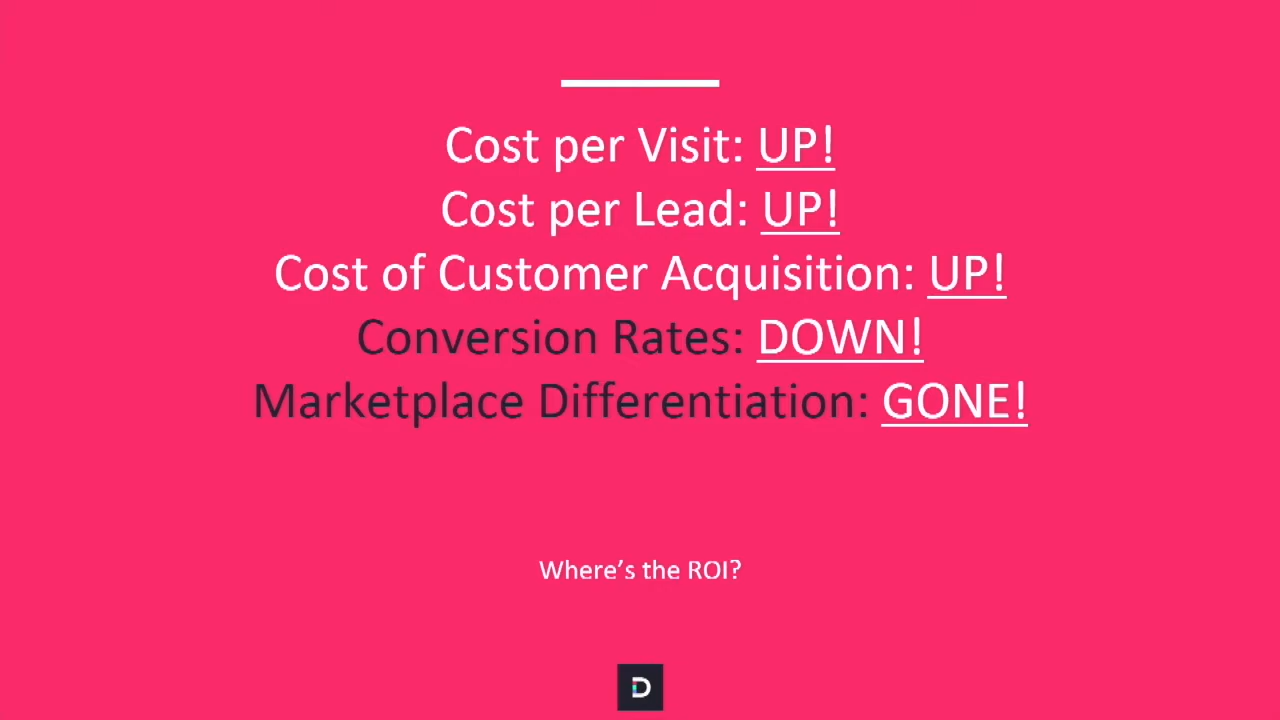 Cost per Visit: UP!
Cost per Lead: UP!
Cost of Customer Acquisition: UP!
Conversion Rates: DOWN!
Marketplace Differentiation: GONE!
Where’s the ROI?
D